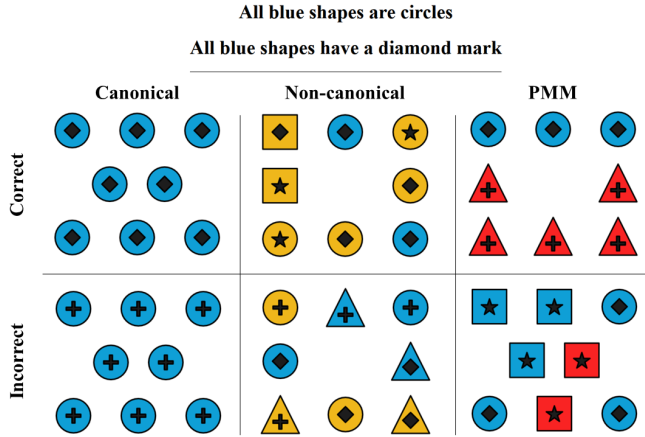 All blue shapes are circles
All blue shapes have a diamond mark
Canonical Non-canonical PMM
Correct
Incorrect